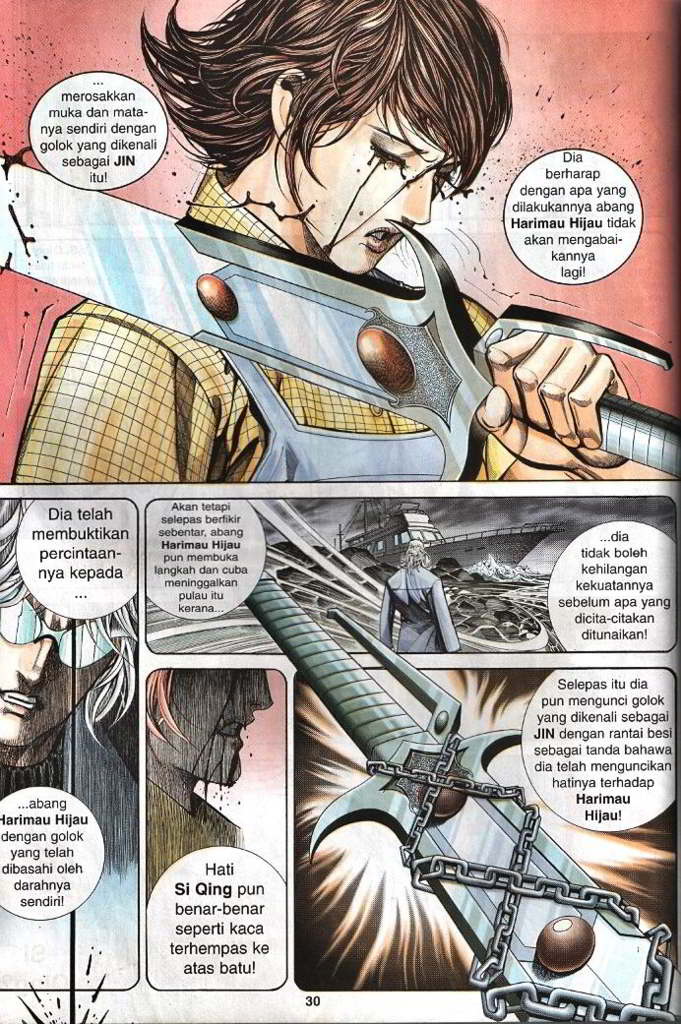 ...
merosakkan
muka dan mata-
nya sendiri dengan
golok yang dikenali
sebagai JIN
itu!
Dia
berharap
dengan apa yang
dilakukannya abang
Harimau Hijau tidak
akan mengabai-
kannya
lagi!
Dia telah
membuktikan
percintaan-
nya kepada
...
...abang
Harimau Hijau
dengan golok
yang telah
dibasahi oleh
darahnya
sendiri!
Akan tetapi
selepas berfikir
sebentar, abang
Harimau Hijau
pun membuka
langkah dan cuba
meninggalkan
pulau itu
kerana...
...dia
tidak boleh
kehilangan
kekuatannya
sebelum apa yang
dicita-citakan
ditunaikan!
Hati
Si Qing pun
benar-benar
seperti kaca
terhempas ke
atas batu!
Selepas itu dia
pun mengunci golok
yang dikenali sebagai
JIN dengan rantai besi
sebagai tanda bahawa
dia telah menguncikan
hatinya terhadap
Harimau
Hijau!
30